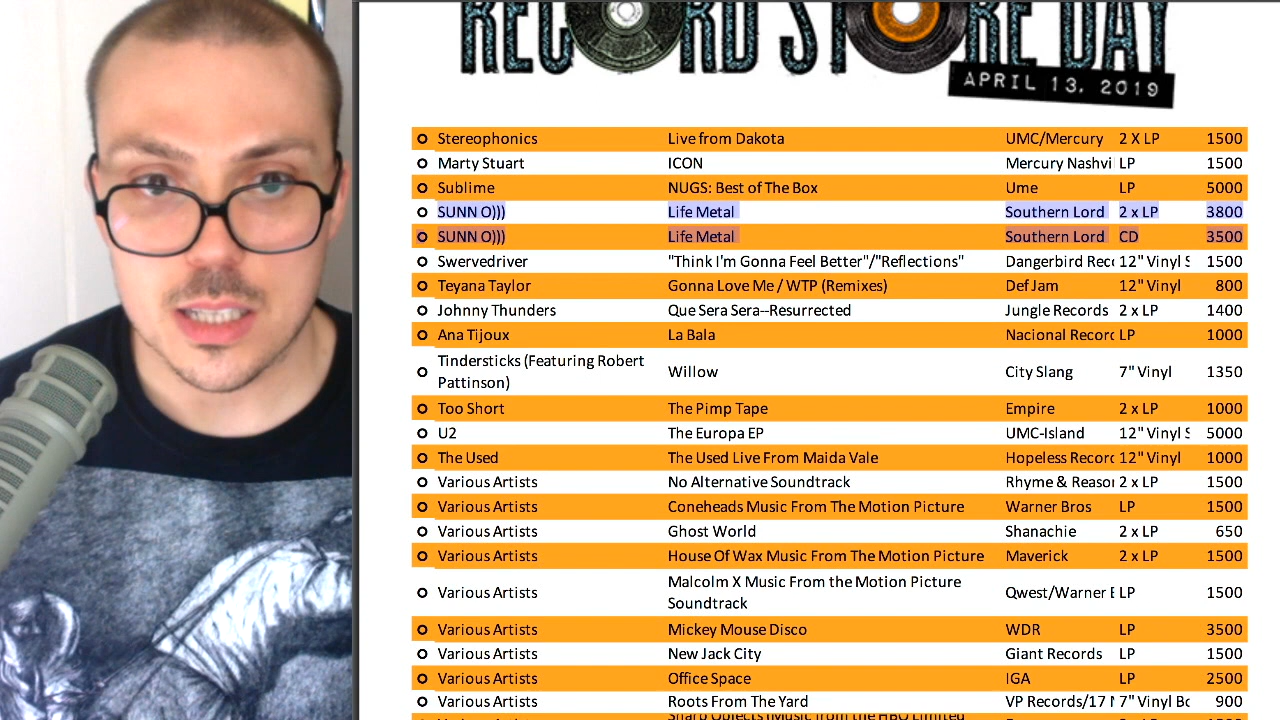 RECORD STORE DAY
APRIL 13, 2019
Stereophonics Live from Dakota UMC/Mercury 2 X LP 1500
Marty Stuart ICON Mercury Nashvi LP 1500
Sublime NUGS: Best of The Box Ume LP 5000
SUNN O))) Life Metal Southern Lord 2 x LP 3800
SUNN O))) Life Metal Southern Lord CD 3500
Swervedriver "Think I'm Gonna Feel Better"/"Reflections" Dangerbird Reco 12" Vinyl S 1500
Teyana Taylor Gonna Love Me / WTP (Remixes) Def Jam 12" Vinyl 800
Johnny Thunders Que Sera Sera--Resurrected Jungle Records 2 x LP 1400
Ana Tijoux La Bala Nacional Record LP 1000
Tindersticks (Featuring Robert
Pattinson) Willow City Slang 7" Vinyl 1350
Too Short The Pimp Tape Empire 2 x LP 1000
U2 The Europa EP UMC-Island 12" Vinyl S 5000
The Used The Used Live From Maida Vale Hopeless Record 12" Vinyl 1000
Various Artists No Alternative Soundtrack Rhyme & Reason 2 x LP 1500
Various Artists Coneheads Music From The Motion Picture Warner Bros LP 1500
Various Artists Ghost World Shanachie 2 x LP 650
Various Artists House Of Wax Music From The Motion Picture Maverick 2 x LP 1500
Various Artists Malcolm X Music From the Motion Picture
Soundtrack Qwest/Warner B LP 1500
Various Artists Mickey Mouse Disco WDR LP 3500
Various Artists New Jack City Giant Records LP 1500
Various Artists Office Space IGA LP 2500
Various Artists Roots From The Yard VP Records/17 N 7" Vinyl Bo 900
Sharp Objects (Music from the HBO Limited